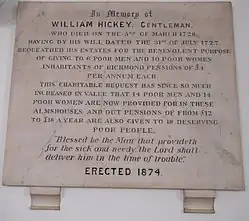 In Memory of
WILLIAM HICKEY, GENTLEMAN.
WHO DIED ON THE 3RD OF MARCH 1728,
HAVING BY HIS WILL DATED THE 31ST OF JULY 1727,
BEQUEATHED HIS ESTATES FOR THE BENEVOLENT PURPOSE
OF GIVING TO 6 POOR MEN AND 10 POOR WOMEN
INHABITANTS OF RICHMOND PENSIONS OF £4
PER ANNUM EACH.
THIS CHARITABLE REQUEST HAS SINCE SO MUCH
INCREASED IN VALUE THAT 14 POOR MEN AND 14
POOR WOMEN ARE NOW PROVIDED FOR IN THESE
ALMSHOUSES AND OUT PENSIONS OF FROM £12
TO £16 A YEAR ARE ALSO GIVEN TO 18 DESERVING
POOR PEOPLE.
"Blessed be the Man that provideth
for the sick and needy, the Lord shall
deliver him in the time of trouble."
ERECTED 1874.